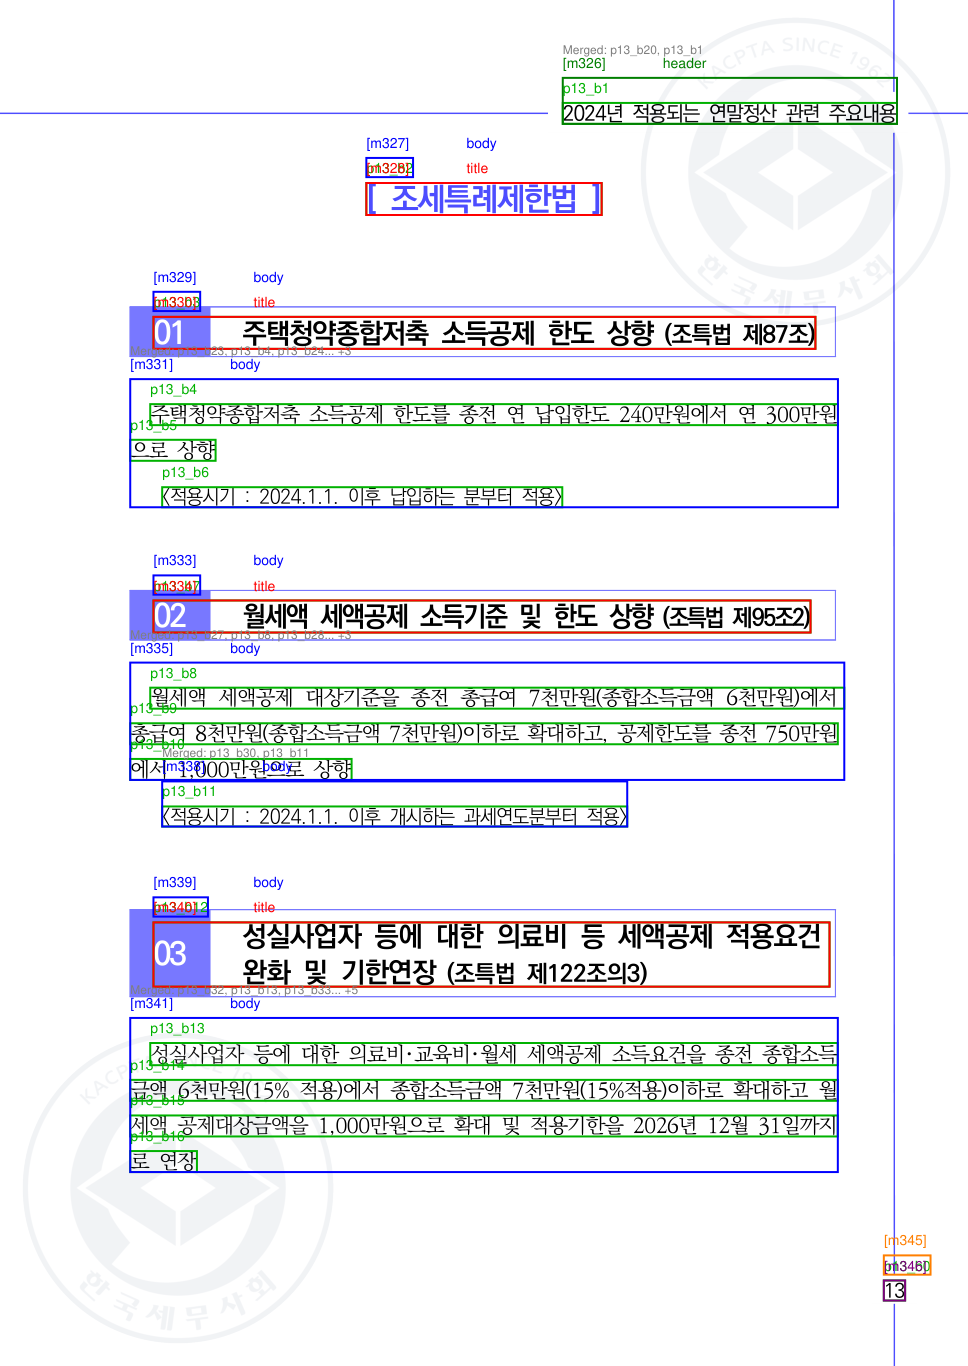 Merged: p13_b20, p13_b1
[m326] header
p13_b1
2024년 적용되는 연말정산 관련 주요내용
[m327] body
[m328] title
[ 조세특례제한법 ]
[m329] body
[m330] title
01 주택청약종합저축 소득공제 한도 상향 (조특법 제87조)
[m331] body
p13_b4
주택청약종합저축 소득공제 한도를 종전 연 납입한도 240만원에서 연 300만원
p13_b5
으로 상향
p13_b6
〈적용시기 : 2024.1.1. 이후 납입하는 분부터 적용〉
[m333] body
[m334] title
02 월세액 세액공제 소득기준 및 한도 상향 (조특법 제95조2)
[m335] body
p13_b8
월세액 세액공제 대상기준을 종전 총급여 7천만원(종합소득금액 6천만원)에서
p13_b9
총급여 8천만원(종합소득금액 7천만원)이하로 확대하고, 공제한도를 종전 750만원
p13_b10
Merged: p13_b30, p13_b11
[m338] body
에서 1,000만원으로 상향
p13_b11
〈적용시기 : 2024.1.1. 이후 개시하는 과세연도분부터 적용〉
[m339] body
[m340] title
03 성실사업자 등에 대한 의료비 등 세액공제 적용요건
완화 및 기한연장 (조특법 제122조의3)
[m341] body
p13_b13
성실사업자 등에 대한 의료비·교육비·월세 세액공제 소득요건을 종전 종합소득
p13_b14
금액 6천만원(15% 적용)에서 종합소득금액 7천만원(15%적용)이하로 확대하고 월
p13_b15
세액 공제대상금액을 1,000만원으로 확대 및 적용기한을 2026년 12월 31일까지
p13_b16
로 연장
[m345]
[m346]
13
KACPTA SINCE 196
한국세무사회
한국세무사회